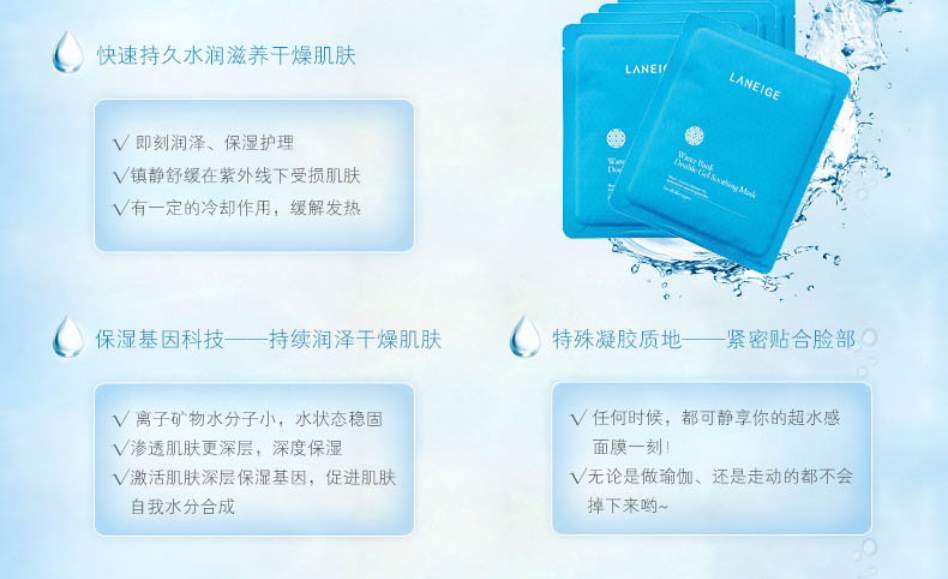 快速持久水润滋养干燥肌肤
√ 即刻润泽、保湿护理
√镇静舒缓在紫外线下受损肌肤
√有一定的冷却作用，缓解发热
LANEIGE
LANEIGE
Water Bank
Double Gel Soothing Mask
保湿基因科技——持续润泽干燥肌肤
√ 离子矿物水分子小，水状态稳固
√渗透肌肤更深层，深度保湿
√激活肌肤深层保湿基因，促进肌肤
自我水分合成
特殊凝胶质地——紧密贴合脸部
√ 任何时候，都可静享你的超水感
面膜一刻！
√无论是做瑜伽、还是走动的都不会
掉下来哟~